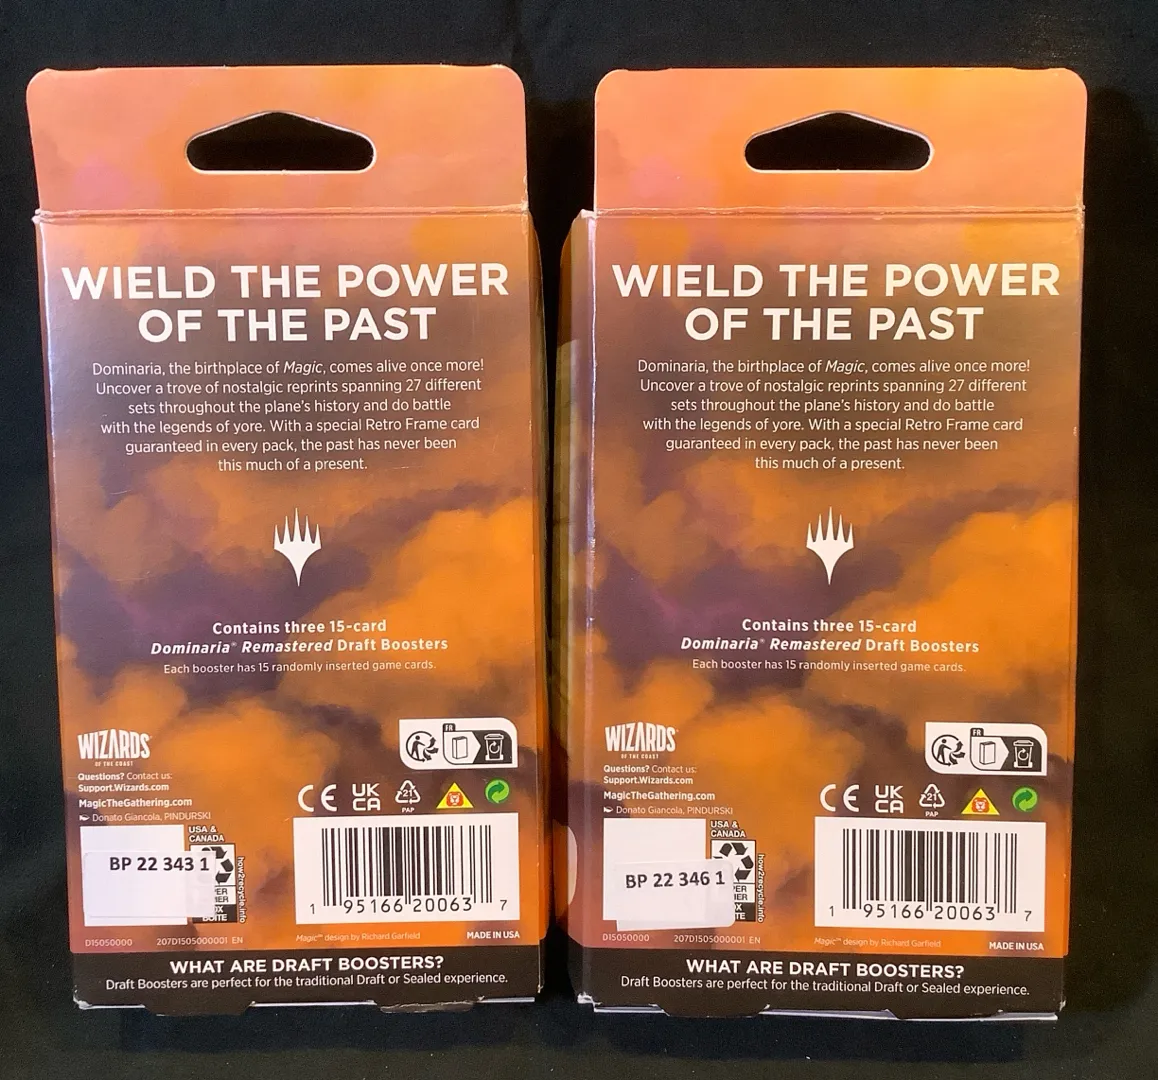 WIELD THE POWER
OF THE PAST
Dominaria, the birthplace of Magic, comes alive once more!
Uncover a trove of nostalgic reprints spanning 27 different
sets throughout the plane's history and do battle
with the legends of yore. With a special Retro Frame card
guaranteed in every pack, the past has never been
this much of a present.
Contains three 15-card
Dominaria® Remastered Draft Boosters
Each booster has 15 randomly inserted game cards.
WIZARDS
OF THE COAST
Questions? Contact us:
Support.Wizards.com
MagicTheGathering.com
Donato Giancola, PINDURSKI
FR
CE UK
CA
21
PAP
USA &
CANADA
BP 22 343 1
how2recycle.info
BOITE
1 95166 20063 7
D15050000 207D1505000001 EN
Magic™ design by Richard Garfield
MADE IN USA
WHAT ARE DRAFT BOOSTERS?
Draft Boosters are perfect for the traditional Draft or Sealed experience.
WIELD THE POWER
OF THE PAST
Dominaria, the birthplace of Magic, comes alive once more!
Uncover a trove of nostalgic reprints spanning 27 different
sets throughout the plane's history and do battle
with the legends of yore. With a special Retro Frame card
guaranteed in every pack, the past has never been
this much of a present.
Contains three 15-card
Dominaria® Remastered Draft Boosters
Each booster has 15 randomly inserted game cards.
WIZARDS
OF THE COAST
Questions? Contact us:
Support.Wizards.com
MagicTheGathering.com
Donato Giancola, PINDURSKI
FR
CE UK
CA
21
PAP
USA &
CANADA
BP 22 346 1
how2recycle.info
1 95166 20063 7
D15050000 207D1505000001 EN
Magic™ design by Richard Garfield
MADE IN USA
WHAT ARE DRAFT BOOSTERS?
Draft Boosters are perfect for the traditional Draft or Sealed experience.